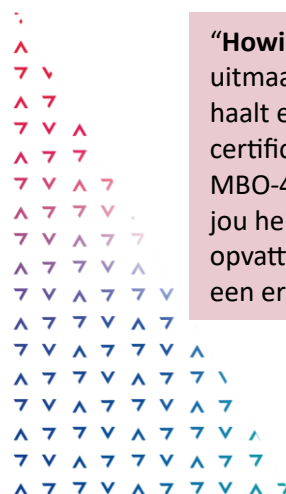 “Howi
uitmaa
haalt e
certific
MBO-4
jou he
opvatt
een er